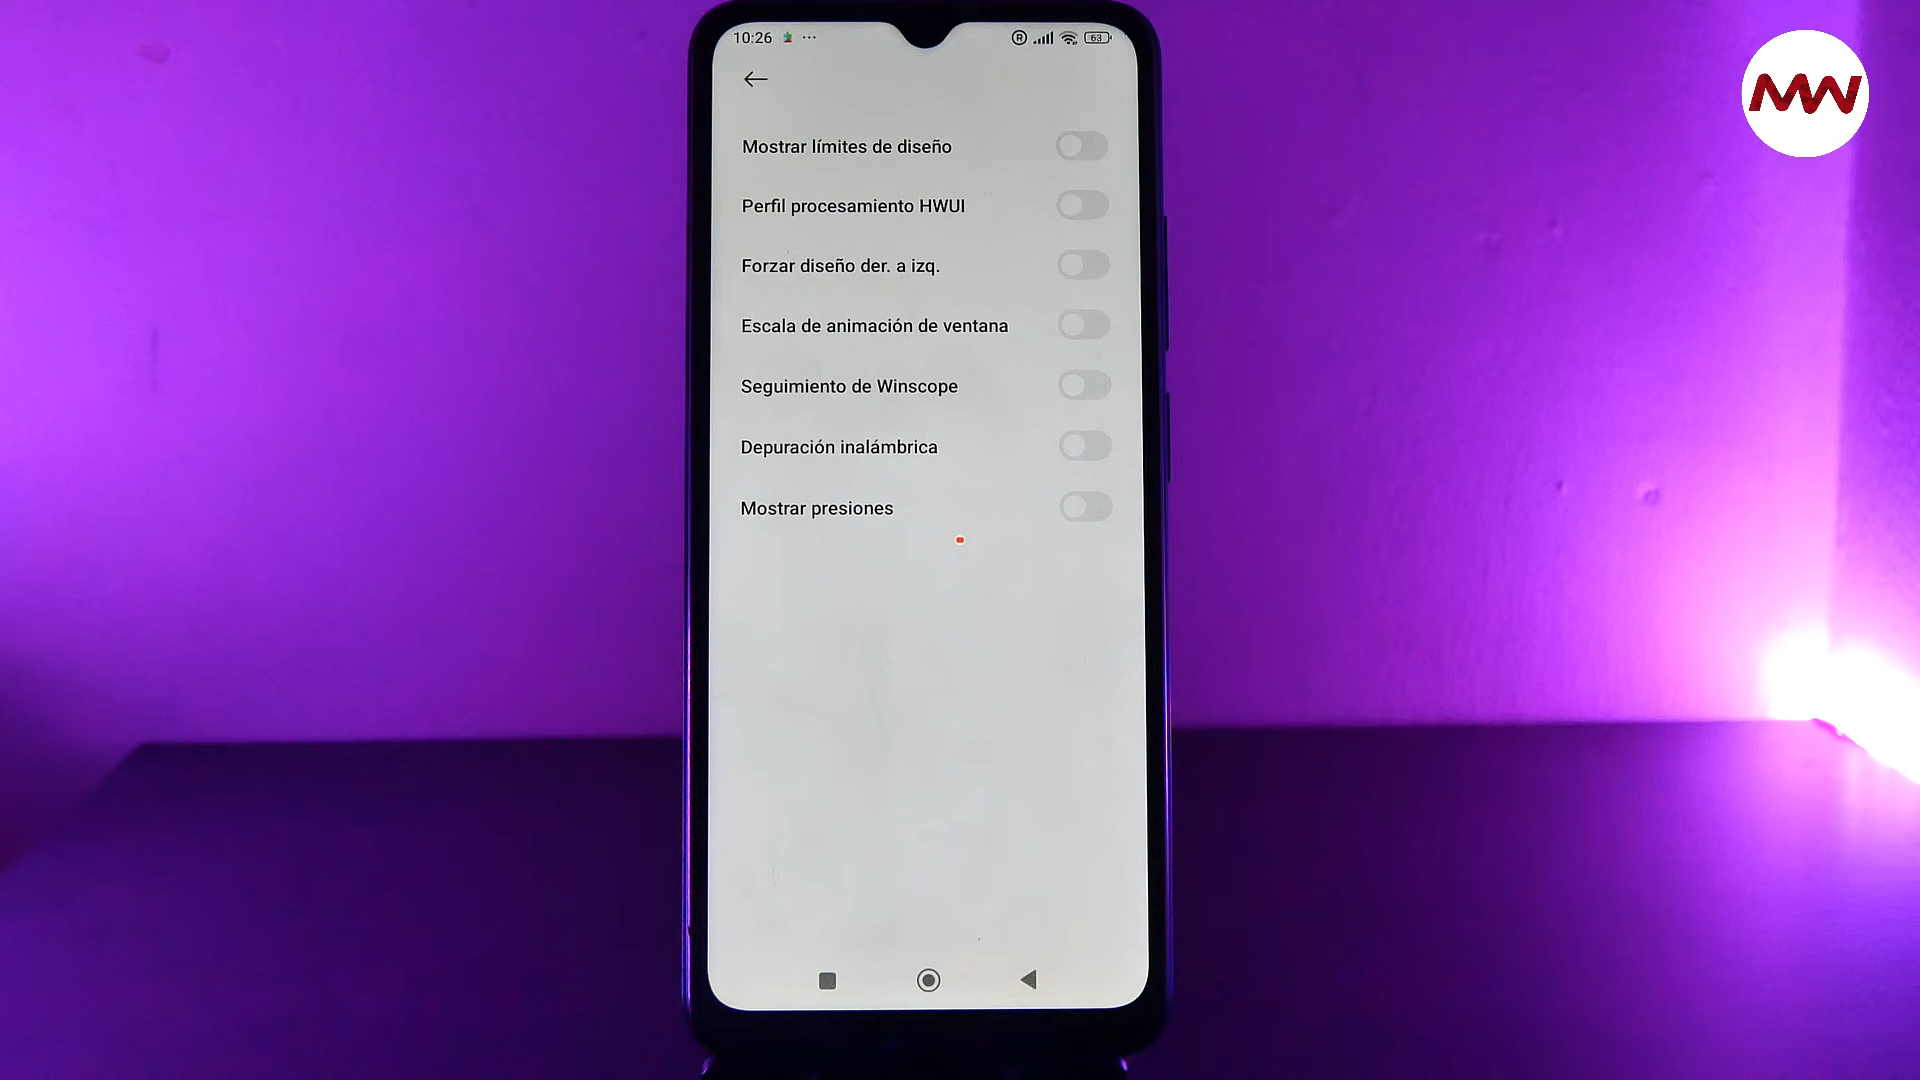 10:26 ...
R 63
MW
Mostrar límites de diseño
Perfil procesamiento HWUI
Forzar diseño der. a izq.
Escala de animación de ventana
Seguimiento de Winscope
Depuración inalámbrica
Mostrar presiones